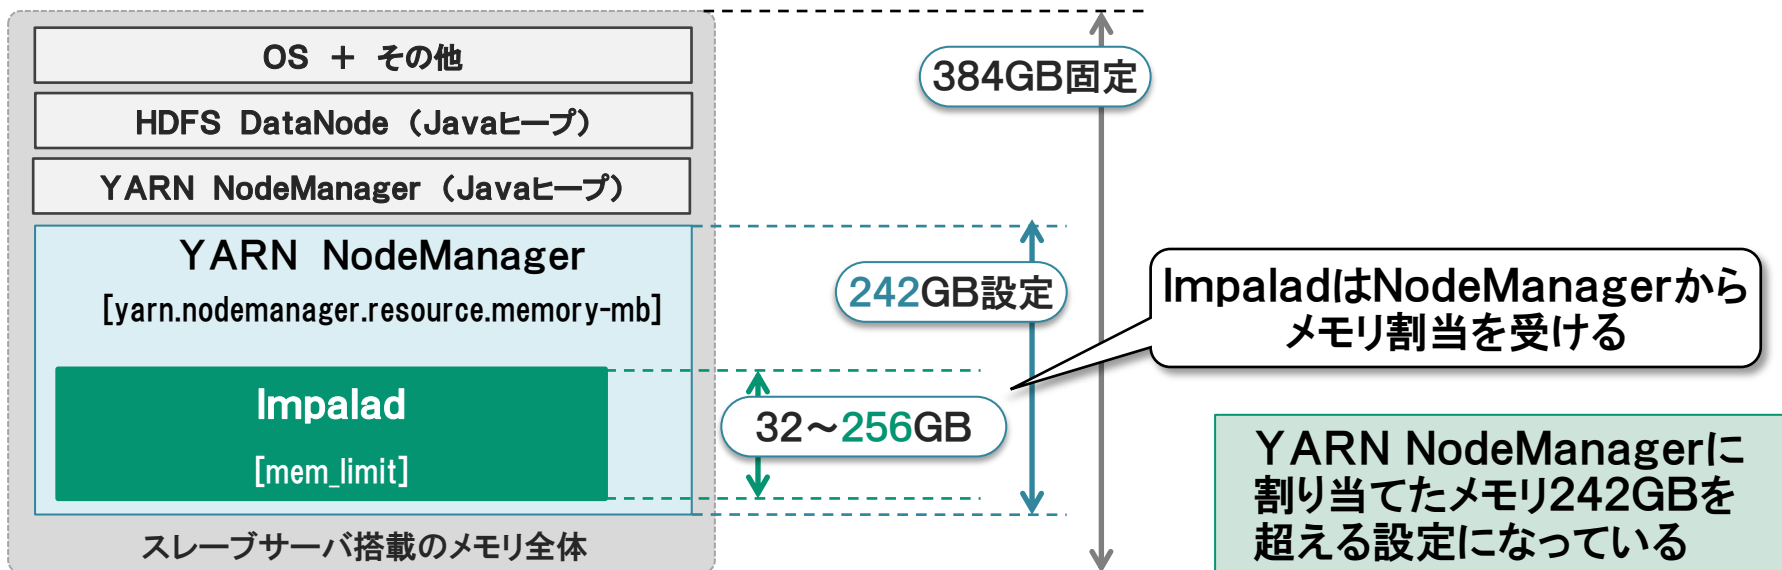 OS ＋ その他
HDFS DataNode （Javaヒープ）
YARN NodeManager （Javaヒープ）
YARN NodeManager
[yarn.nodemanager.resource.memory-mb]
Impalad
[mem_limit]
スレーブサーバ搭載のメモリ全体
384GB固定
242GB設定
32～256GB
ImpaladはNodeManagerから
メモリ割当を受ける
YARN NodeManagerに
割り当てたメモリ242GBを
超える設定になっている